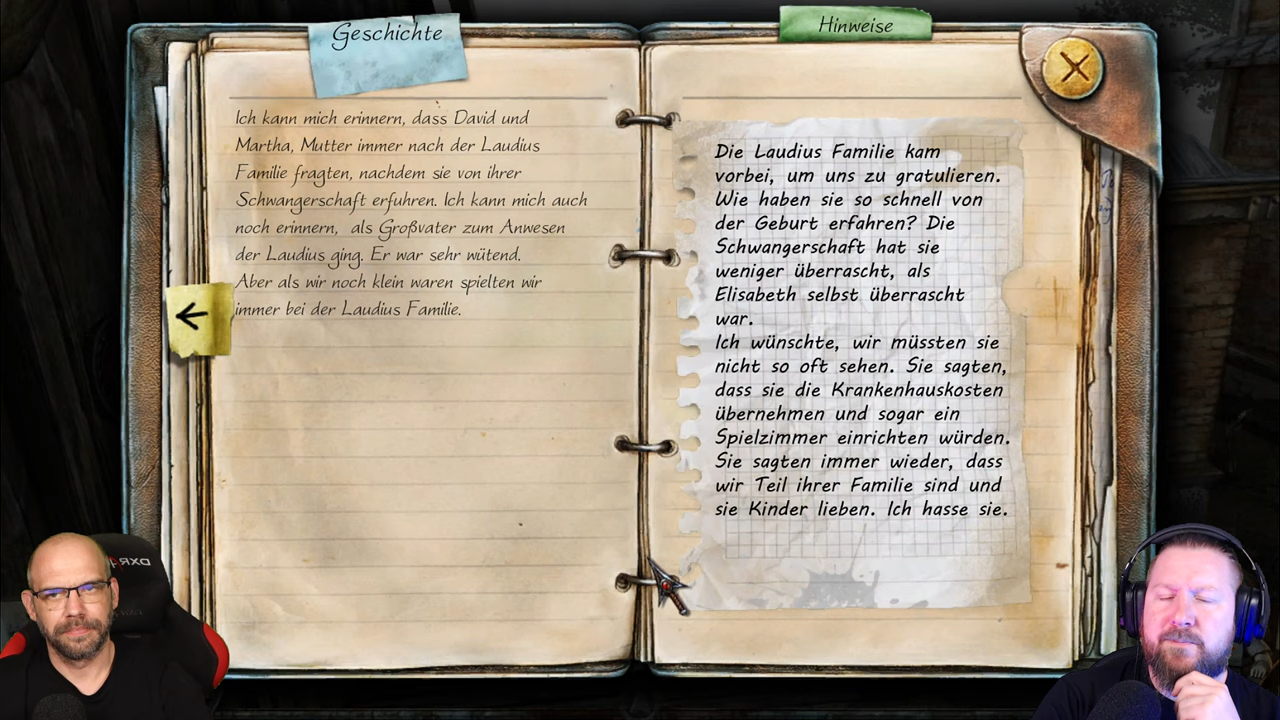 Geschichte
Ich kann mich erinnern, dass David und
Martha, Mutter immer nach der Laudius
Familie fragten, nachdem sie von ihrer
Schwangerschaft erfuhren. Ich kann mich auch
noch erinnern, als Großvater zum Anwesen
der Laudius ging. Er war sehr wütend.
Aber als wir noch klein waren spielten wir
immer bei der Laudius Familie.
Hinweise
Die Laudius Familie kam
vorbei, um uns zu gratulieren.
Wie haben sie so schnell von
der Geburt erfahren? Die
Schwangerschaft hat sie
weniger überrascht, als
Elisabeth selbst überrascht
war.
Ich wünschte, wir müssten sie
nicht so oft sehen. Sie sagten,
dass sie die Krankenhauskosten
übernehmen und sogar ein
Spielzimmer einrichten würden.
Sie sagten immer wieder, dass
wir Teil ihrer Familie sind und
sie Kinder lieben. Ich hasse sie.